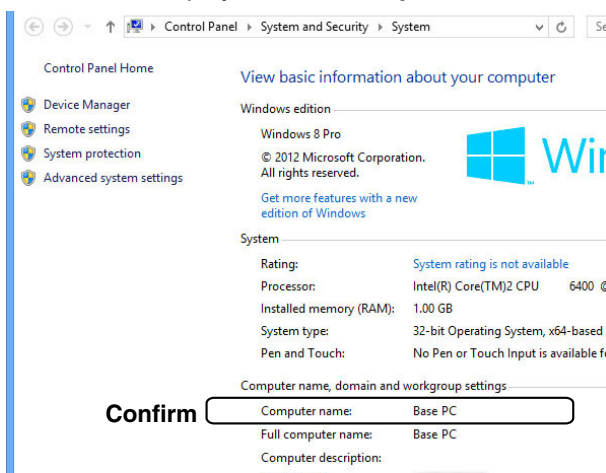 Control Panel ▸ System and Security ▸ System
Control Panel Home
Device Manager
Remote settings
System protection
Advanced system settings
View basic information about your computer
Windows edition
Windows 8 Pro
© 2012 Microsoft Corporation.
All rights reserved.
Get more features with a new
edition of Windows
System
Rating: System rating is not available
Processor: Intel(R) Core(TM)2 CPU 6400 @
Installed memory (RAM): 1.00 GB
System type: 32-bit Operating System, x64-based
Pen and Touch: No Pen or Touch Input is available
Computer name, domain and workgroup settings
Confirm
Computer name: Base PC
Full computer name: Base PC
Computer description: